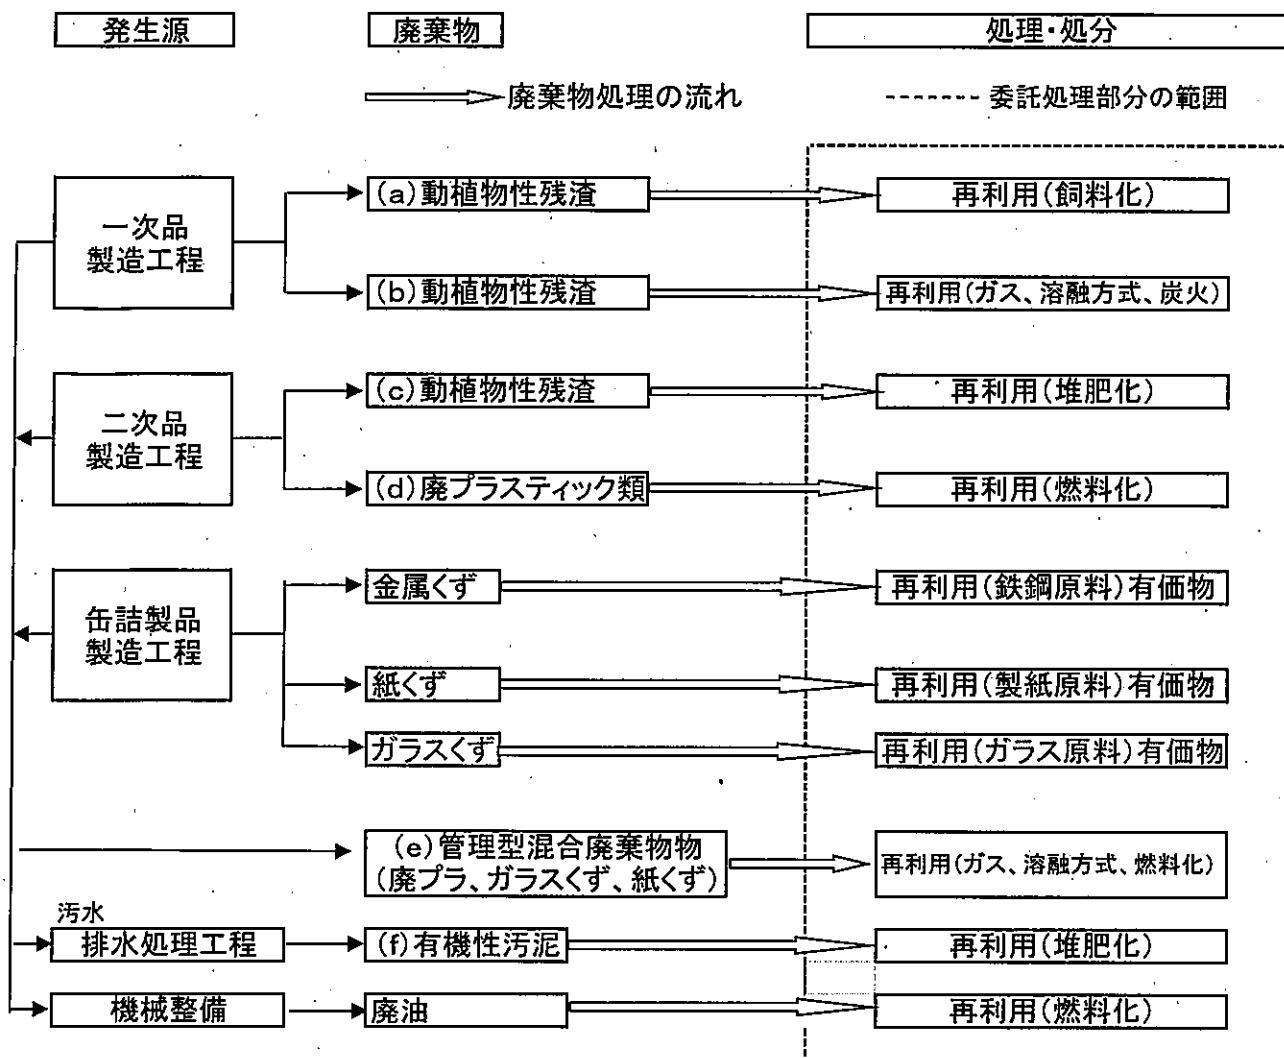 発生源 廃棄物 処理・処分
廃棄物処理の流れ 委託処理部分の範囲
一次品
製造工程
(a)動植物性残渣 再利用(飼料化)
(b)動植物性残渣 再利用(ガス、溶融方式、炭火)
二次品
製造工程
(c)動植物性残渣 再利用(堆肥化)
(d)廃プラスティック類 再利用(燃料化)
缶詰製品
製造工程
金属くず 再利用(鉄鋼原料)有価物
紙くず 再利用(製紙原料)有価物
ガラスくず 再利用(ガラス原料)有価物
(e)管理型混合廃棄物物
(廃プラ、ガラスくず、紙くず)
再利用(ガス、溶融方式、燃料化)
汚水
排水処理工程 (f)有機性汚泥 再利用(堆肥化)
機械整備 廃油 再利用(燃料化)